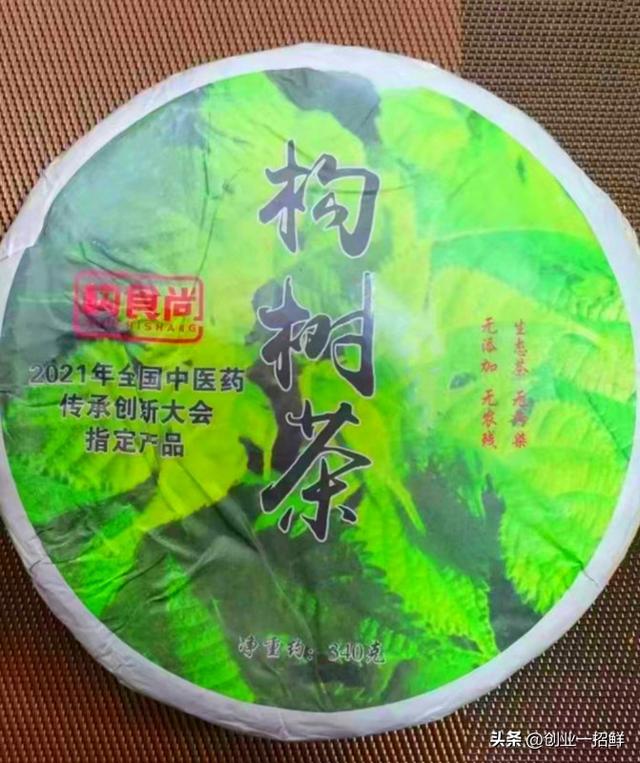 构树茶
构食尚
SHISHANG
2021年全国中医药
传承创新大会
指定产品
生态茶 无污染
无添加 无农残
净重约：340克
头条 @创业一招鲜